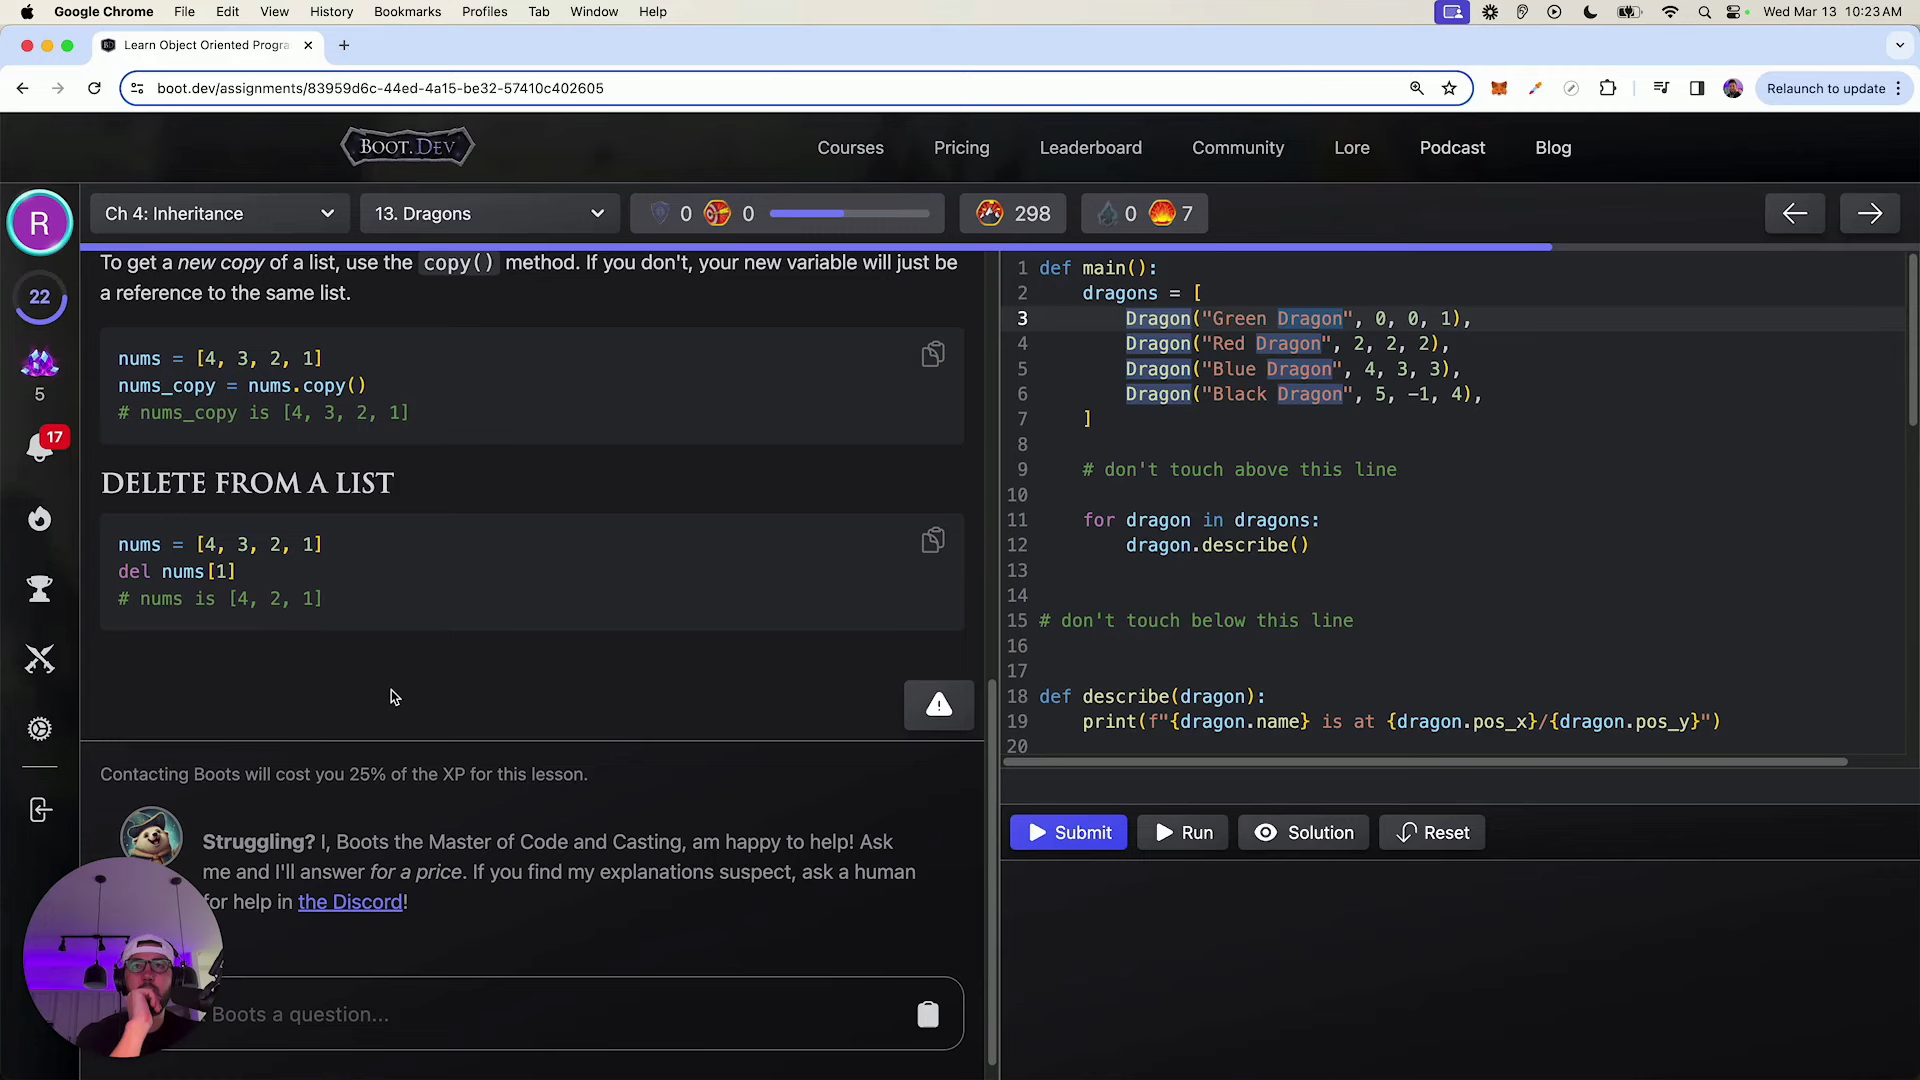 Google Chrome File Edit View History Bookmarks Profiles Tab Window Help Wed Mar 13 10:23 AM
Learn Object Oriented Progra
boot.dev/assignments/83959d6c-44ed-4a15-be32-57410c402605 Relaunch to update
BOOT.DEV Courses Pricing Leaderboard Community Lore Podcast Blog
R Ch 4: Inheritance 13. Dragons 0 0 298 0 7
22
5
17
To get a new copy of a list, use the copy() method. If you don't, your new variable will just be
a reference to the same list.
nums = [4, 3, 2, 1]
nums_copy = nums.copy()
# nums_copy is [4, 3, 2, 1]
DELETE FROM A LIST
nums = [4, 3, 2, 1]
del nums[1]
# nums is [4, 2, 1]
Contacting Boots will cost you 25% of the XP for this lesson.
Struggling? I, Boots the Master of Code and Casting, am happy to help! Ask
me and I'll answer for a price. If you find my explanations suspect, ask a human
for help in the Discord!
Boots a question...
1 def main():
2 dragons = [
3 Dragon("Green Dragon", 0, 0, 1),
4 Dragon("Red Dragon", 2, 2, 2),
5 Dragon("Blue Dragon", 4, 3, 3),
6 Dragon("Black Dragon", 5, -1, 4),
7 ]
8
9 # don't touch above this line
10
11 for dragon in dragons:
12 dragon.describe()
13
14
15 # don't touch below this line
16
17
18 def describe(dragon):
19 print(f"{dragon.name} is at {dragon.pos_x}/{dragon.pos_y}")
20
Submit Run Solution Reset